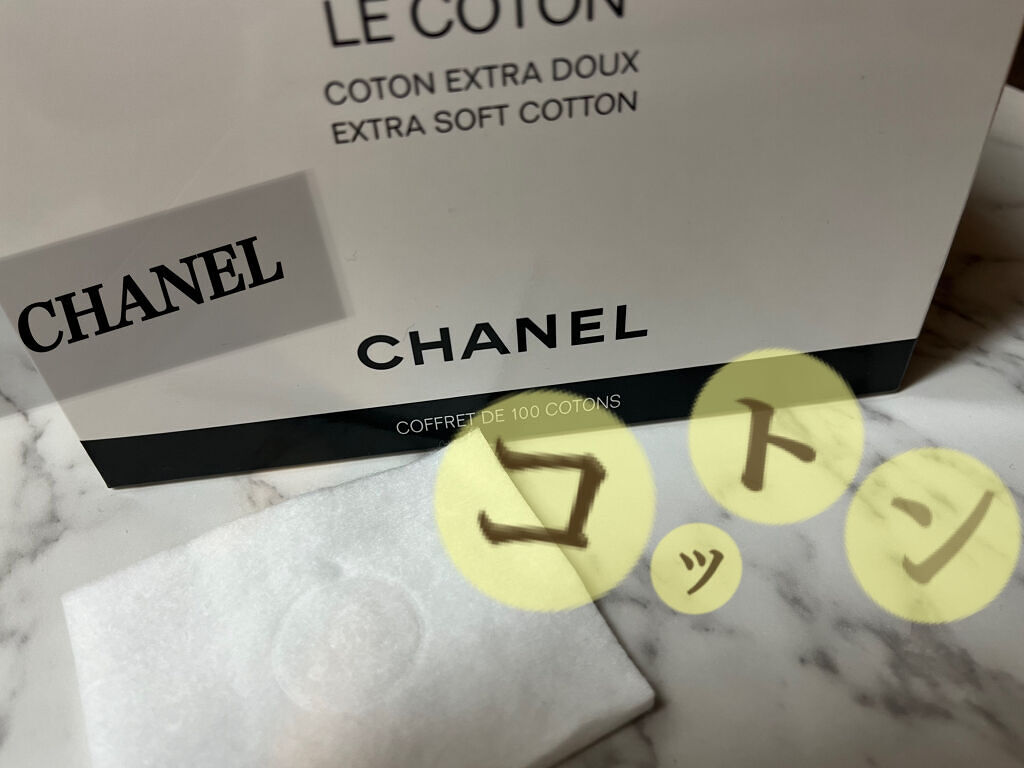 LE COTON
COTON EXTRA DOUX
EXTRA SOFT COTTON
CHANEL
CHANEL
COFFRET DE 100 COTONS
コットン